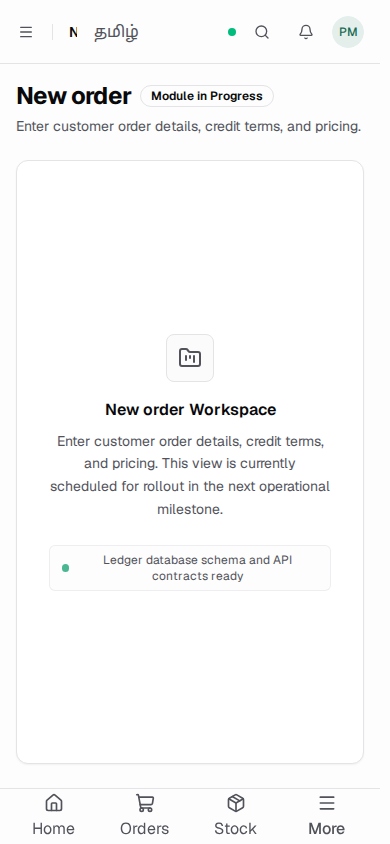 தமிழ்
PM
New order
Module in Progress
Enter customer order details, credit terms, and pricing.
New order Workspace
Enter customer order details, credit terms,
and pricing. This view is currently
scheduled for rollout in the next operational
milestone.
Ledger database schema and API
contracts ready
Home
Orders
Stock
More